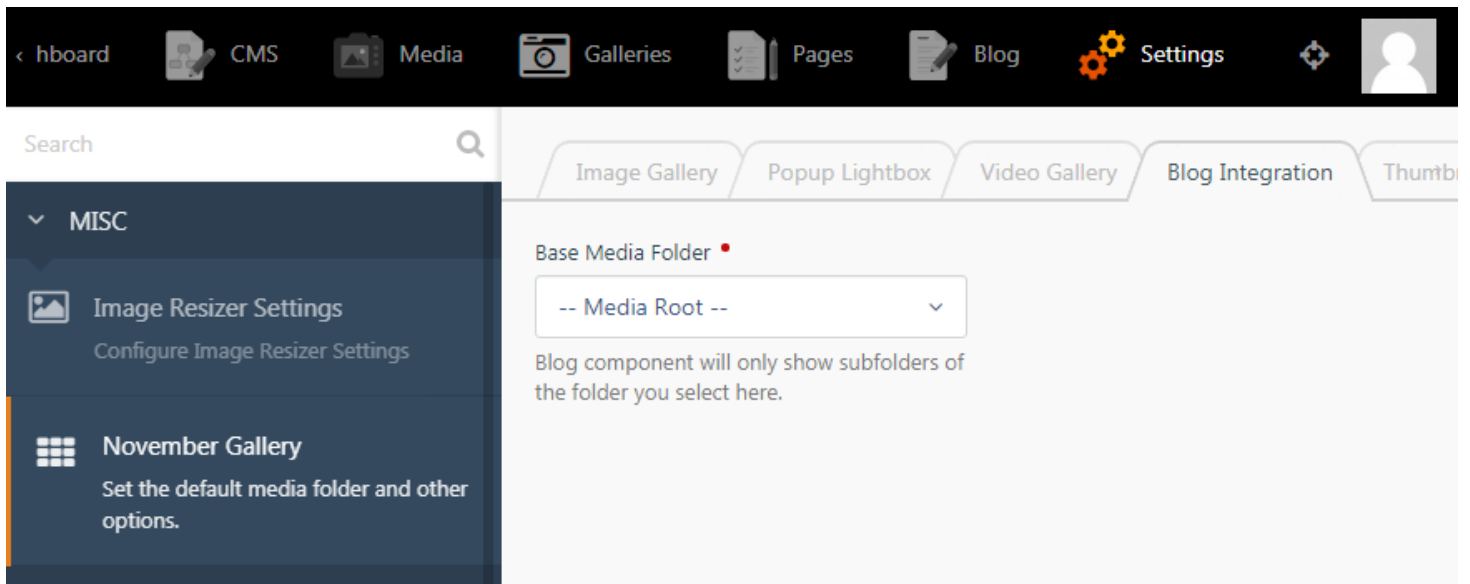 ‹ hboard CMS Media Galleries Pages Blog Settings
Search
Image Gallery Popup Lightbox Video Gallery Blog Integration
MISC
Base Media Folder •
-- Media Root --
Image Resizer Settings
Configure Image Resizer Settings
Blog component will only show subfolders of
the folder you select here.
November Gallery
Set the default media folder and other
options.